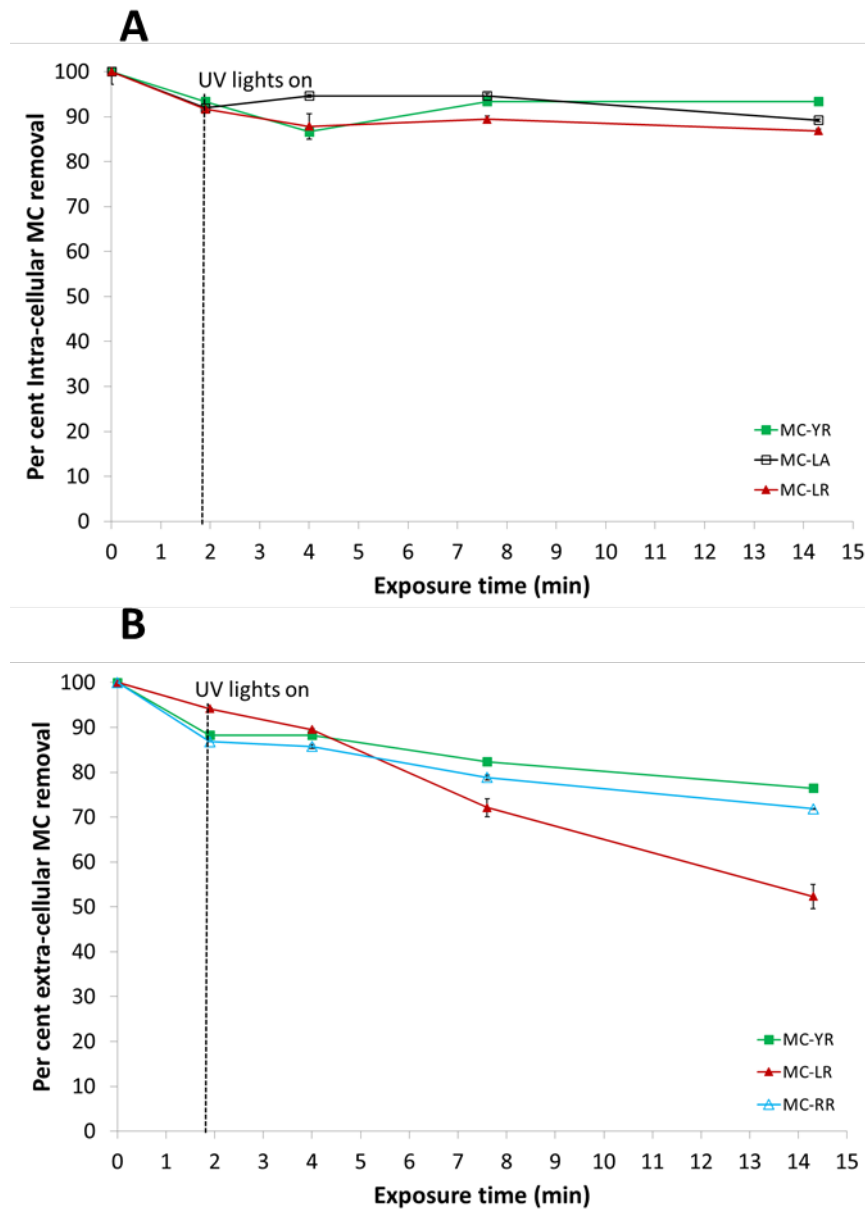 A
UV lights on
Per cent Intra-cellular MC removal
100
90
80
70
60
50
40
30
20
10
0
MC-YR
MC-LA
MC-LR
0 1 2 3 4 5 6 7 8 9 10 11 12 13 14 15
Exposure time (min)
B
UV lights on
Per cent extra-cellular MC removal
100
90
80
70
60
50
40
30
20
10
0
MC-YR
MC-LR
MC-RR
0 1 2 3 4 5 6 7 8 9 10 11 12 13 14 15
Exposure time (min)